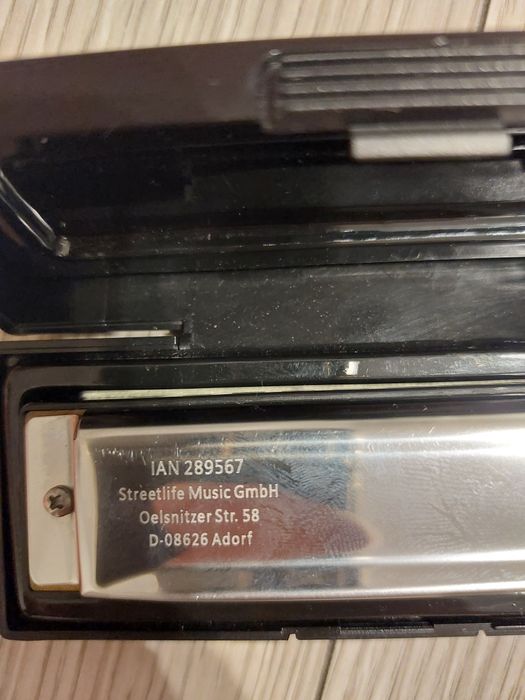 IAN 289567
Streetlife Music GmbH
Oelsnitzer Str. 58
D-08626 Adorf